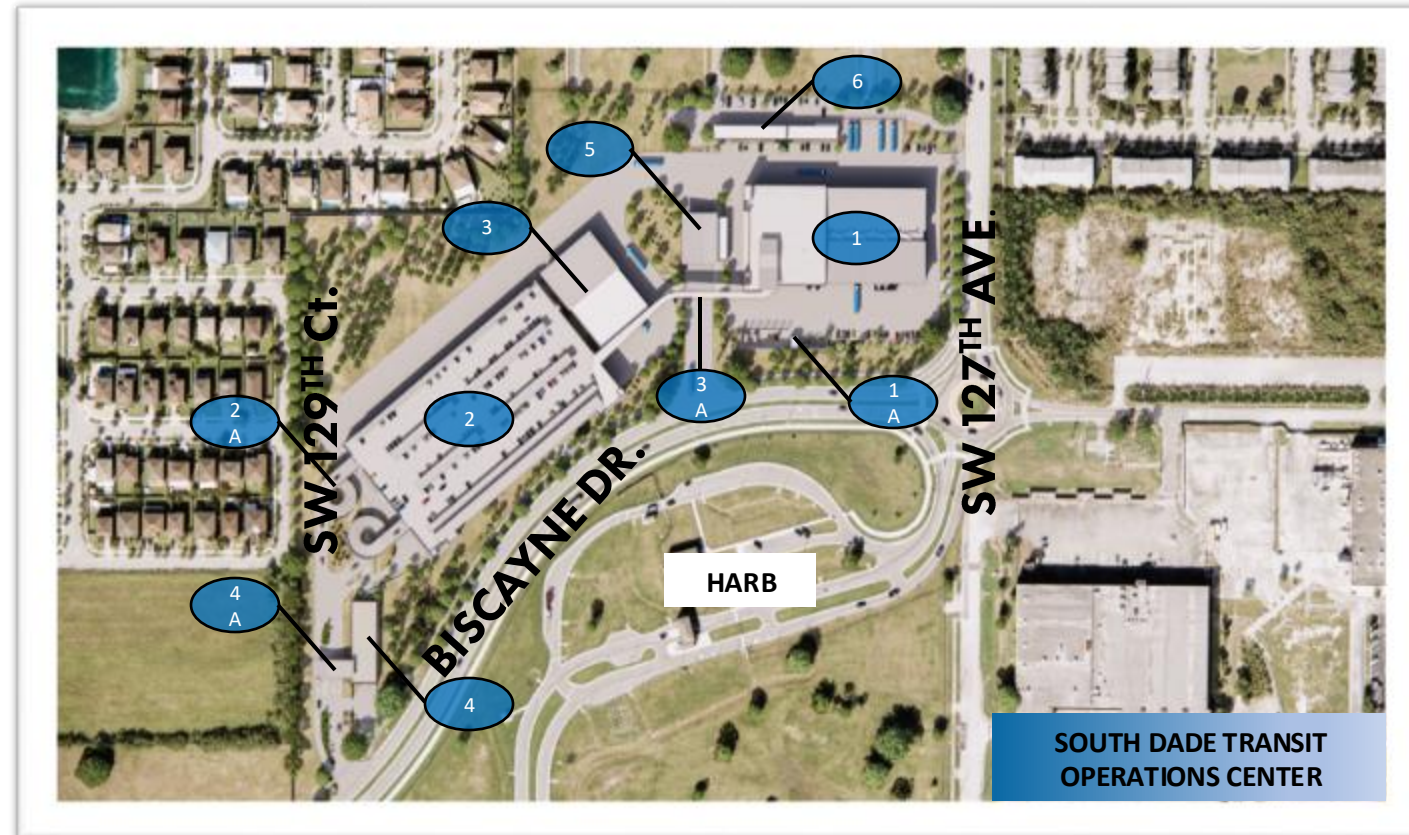 6
5
3
1
SW 127TH AVE.
SW 129TH Ct.
3
A
1
A
2
A
2
BISCAYNE DR.
HARB
4
A
4
SOUTH DADE TRANSIT
OPERATIONS CENTER